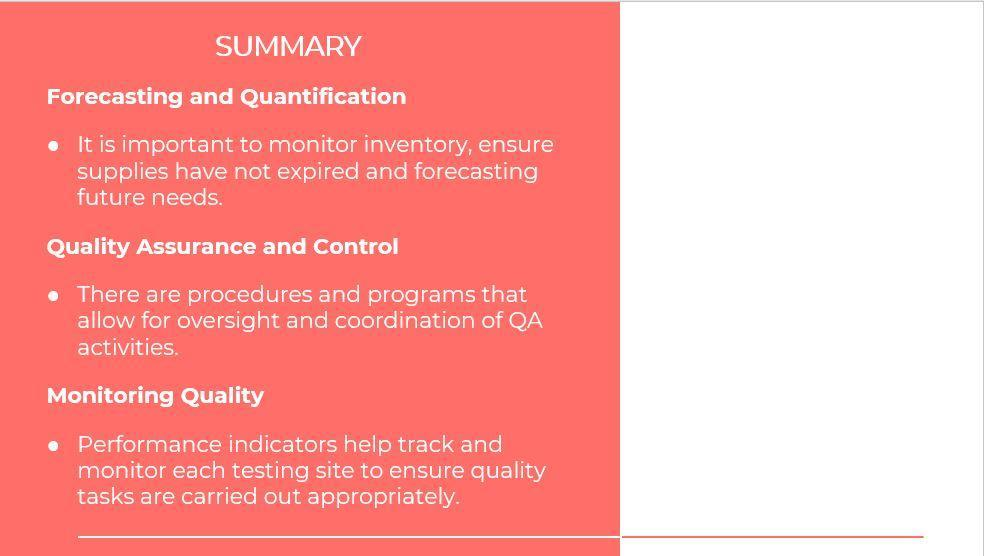 SUMMARY
Forecasting and Quantification
● It is important to monitor inventory, ensure
supplies have not expired and forecasting
future needs.
Quality Assurance and Control
● There are procedures and programs that
allow for oversight and coordination of QA
activities.
Monitoring Quality
● Performance indicators help track and
monitor each testing site to ensure quality
tasks are carried out appropriately.